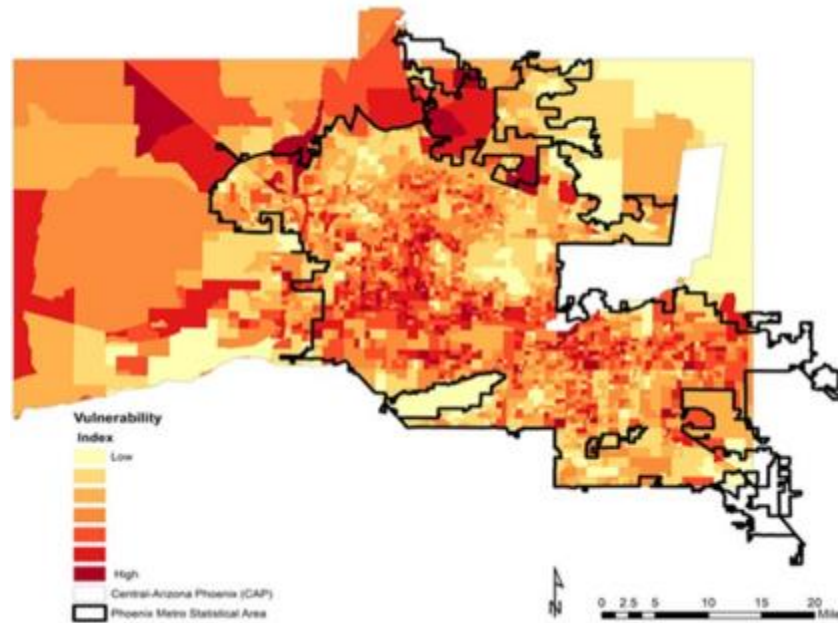 Vulnerability
Index
Low
High
Central-Arizona Phoenix (CAP)
Phoenix Metro Statistical Area
N
0 2.5 5 10 15 20
Mile